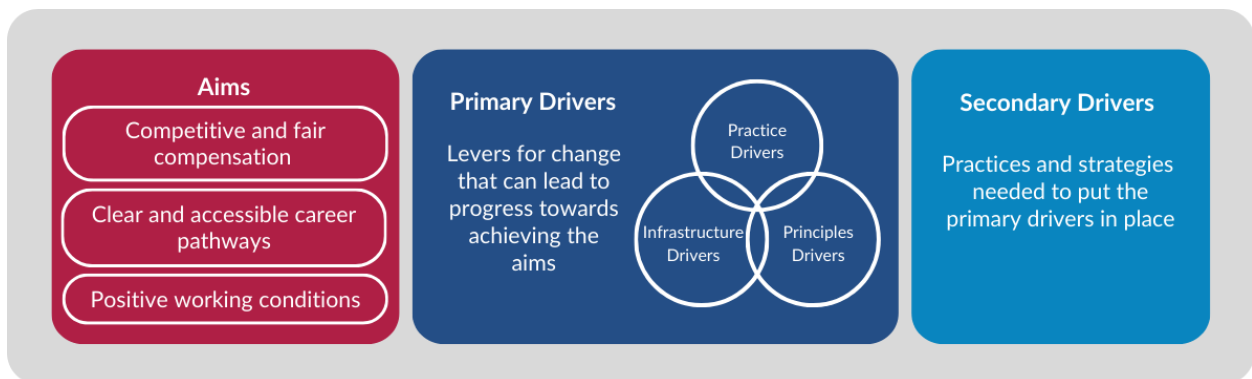 Aims
Competitive and fair
compensation
Clear and accessible career
pathways
Positive working conditions
Primary Drivers
Levers for change
that can lead to
progress towards
achieving the
aims
Practice
Drivers
Infrastructure
Drivers
Principles
Drivers
Secondary Drivers
Practices and strategies
needed to put the
primary drivers in place